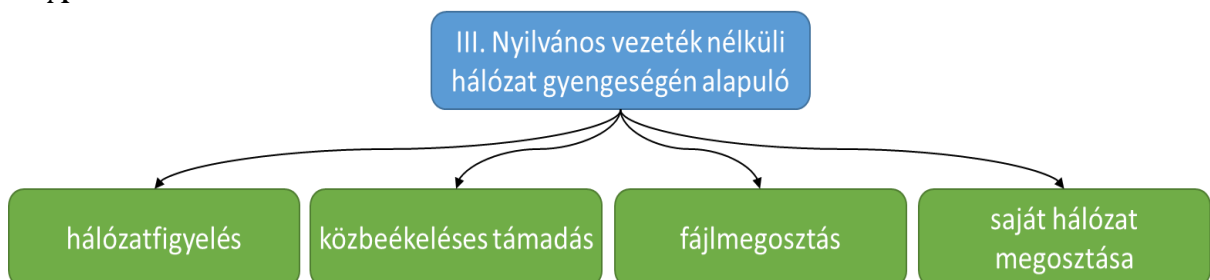 III. Nyilvános vezeték nélküli
hálózat gyengeségén alapuló
hálózatfigyelés
közbeékeléses támadás
fájlmegosztás
saját hálózat
megosztása